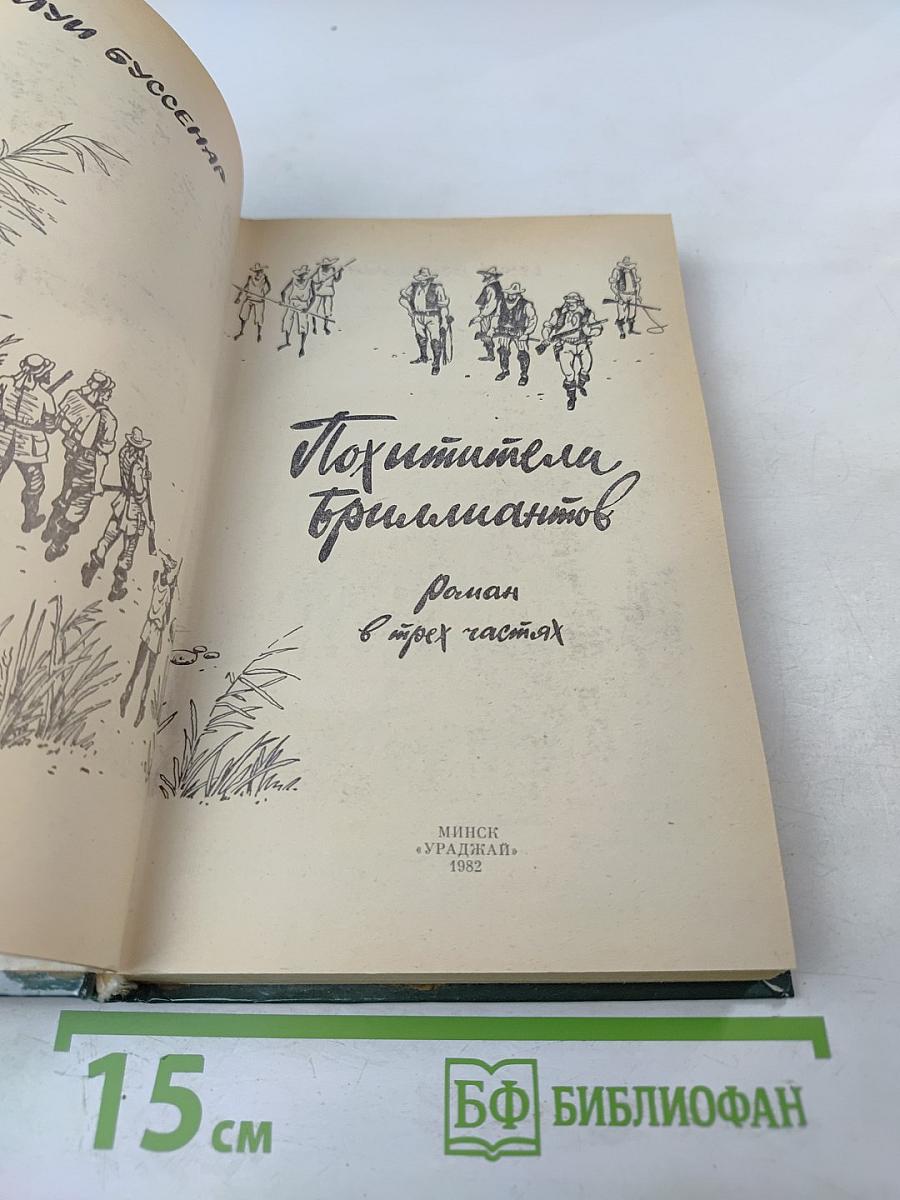 ЛУИ БУССЕНАР
Похитители
Бриллиантов
роман
в трех частях
МИНСК
«УРАДЖАЙ»
1982
15 см
БФ БИБЛИОФАН